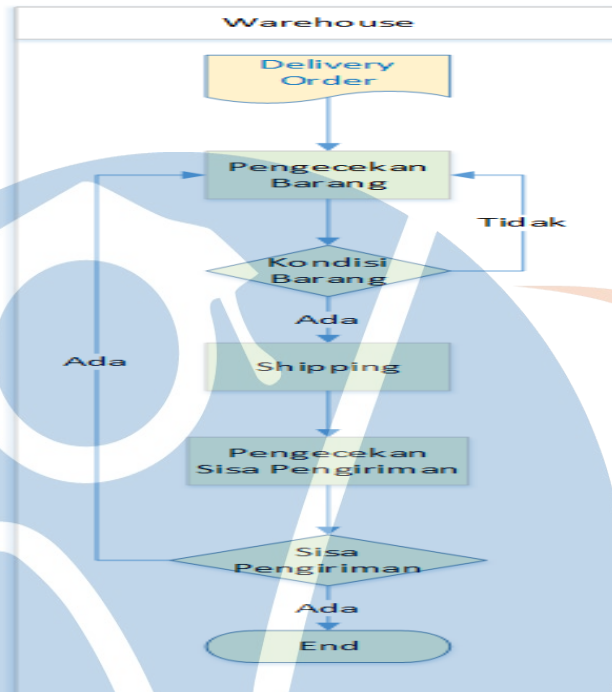 Warehouse
Delivery
Order
Pengecekan
Barang
Tidak
Kondisi
Barang
Ada
Ada
Shipping
Pengecekan
Sisa Pengiriman
Sisa
Pengiriman
Ada
End